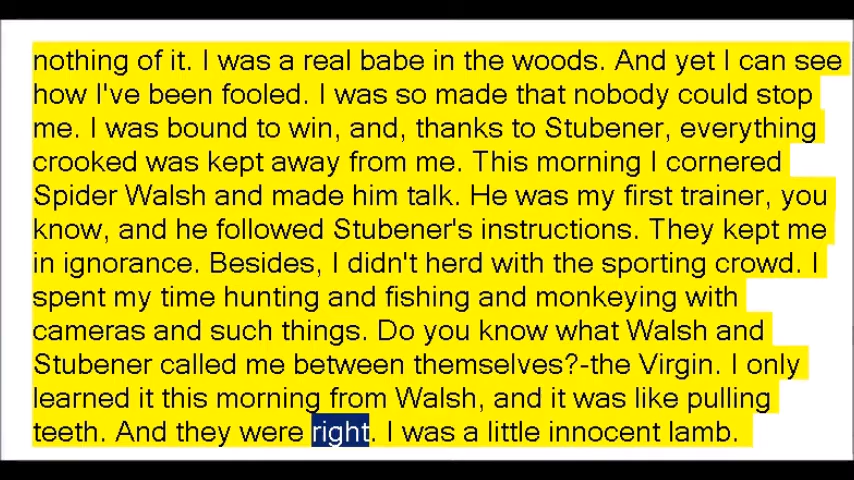 nothing of it. I was a real babe in the woods. And yet I can see
how I've been fooled. I was so made that nobody could stop
me. I was bound to win, and, thanks to Stubener, everything
crooked was kept away from me. This morning I cornered
Spider Walsh and made him talk. He was my first trainer, you
know, and he followed Stubener's instructions. They kept me
in ignorance. Besides, I didn't herd with the sporting crowd. I
spent my time hunting and fishing and monkeying with
cameras and such things. Do you know what Walsh and
Stubener called me between themselves?-the Virgin. I only
learned it this morning from Walsh, and it was like pulling
teeth. And they were right. I was a little innocent lamb.